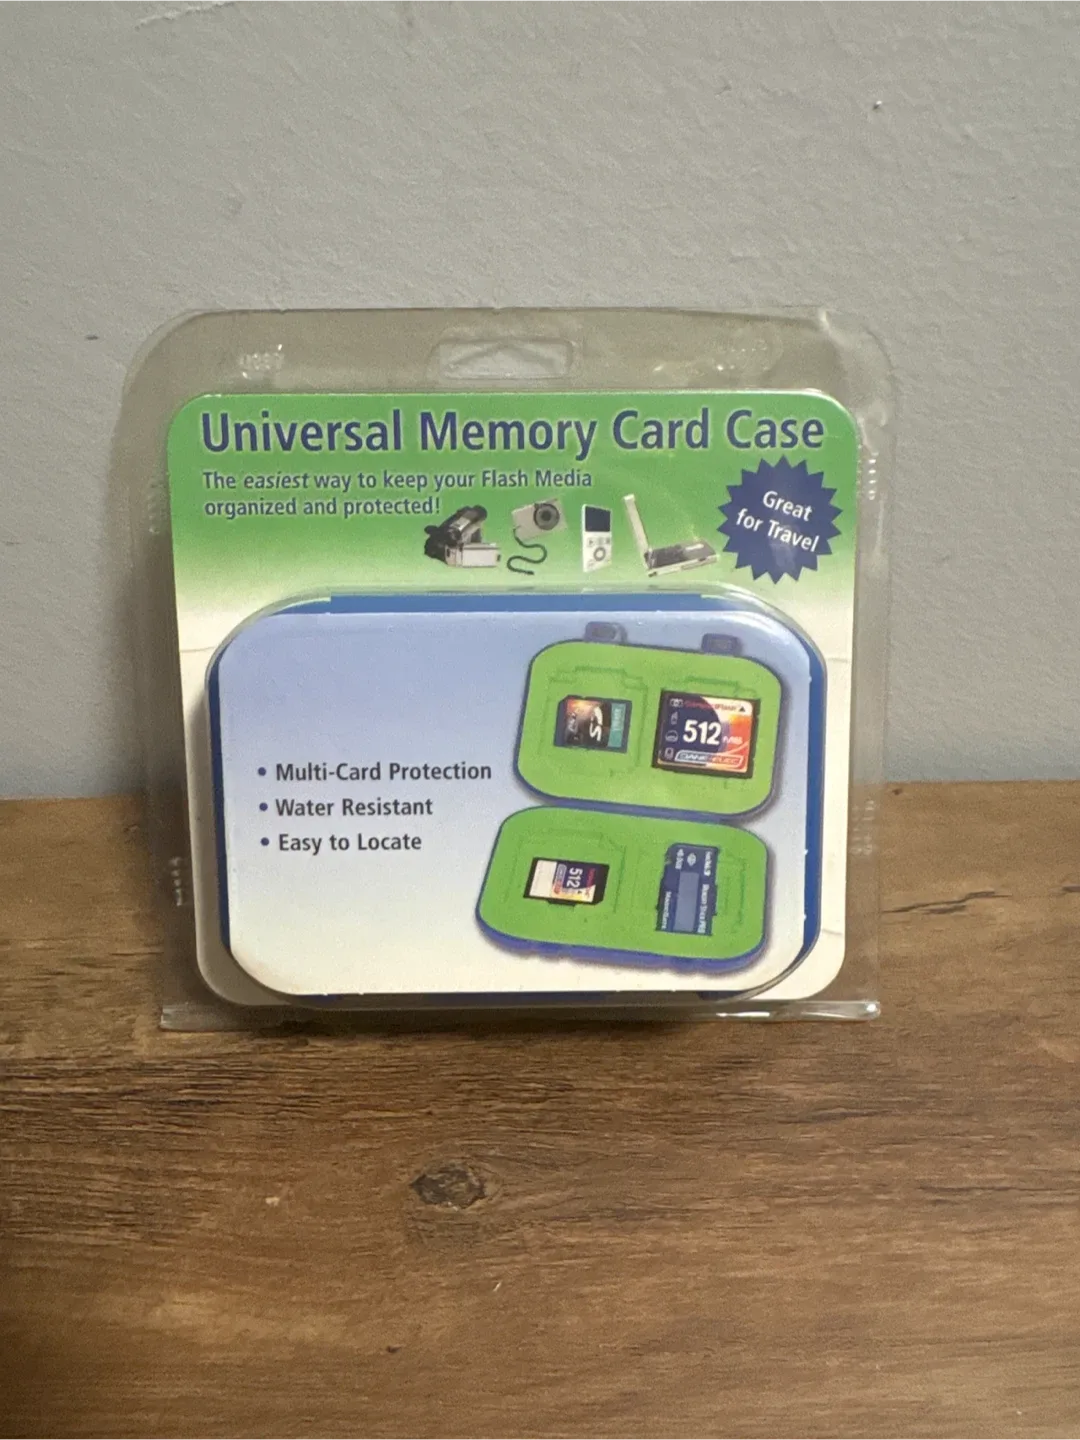 Universal Memory Card Case
The easiest way to keep your Flash Media
organized and protected!
Great
for Travel
• Multi-Card Protection
• Water Resistant
• Easy to Locate
512 MB
512